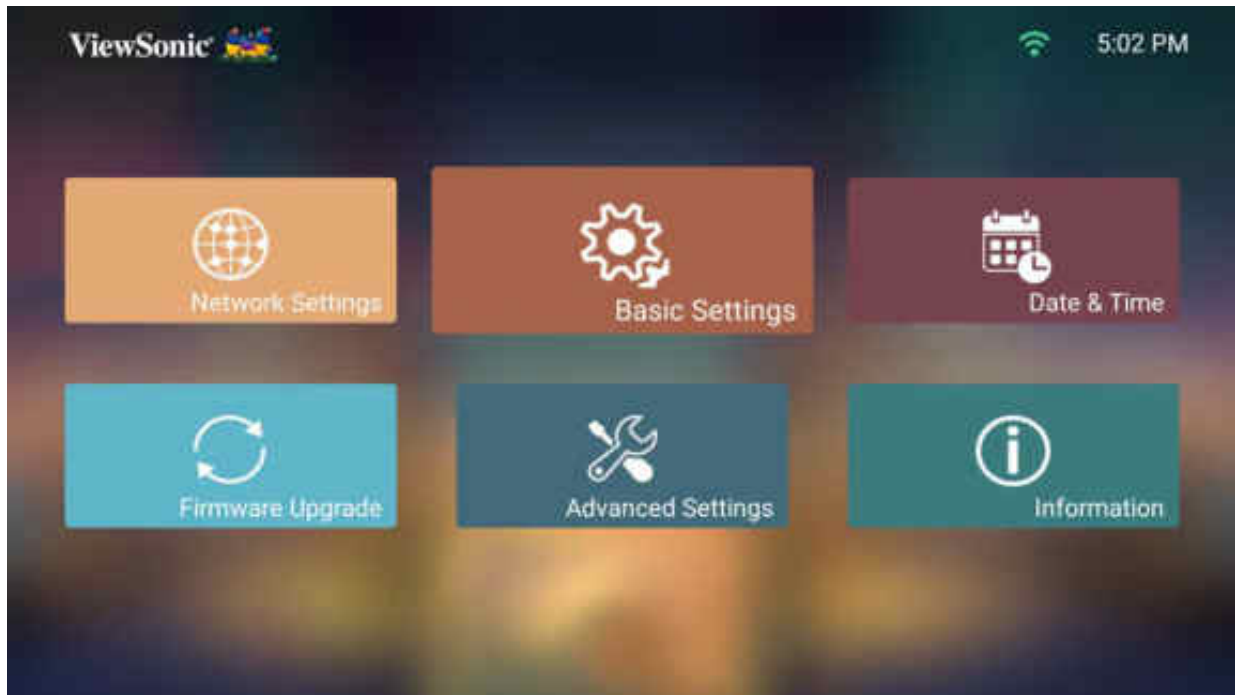 ViewSonic
5:02 PM
Network Settings
Basic Settings
Date & Time
Firmware Upgrade
Advanced Settings
Information